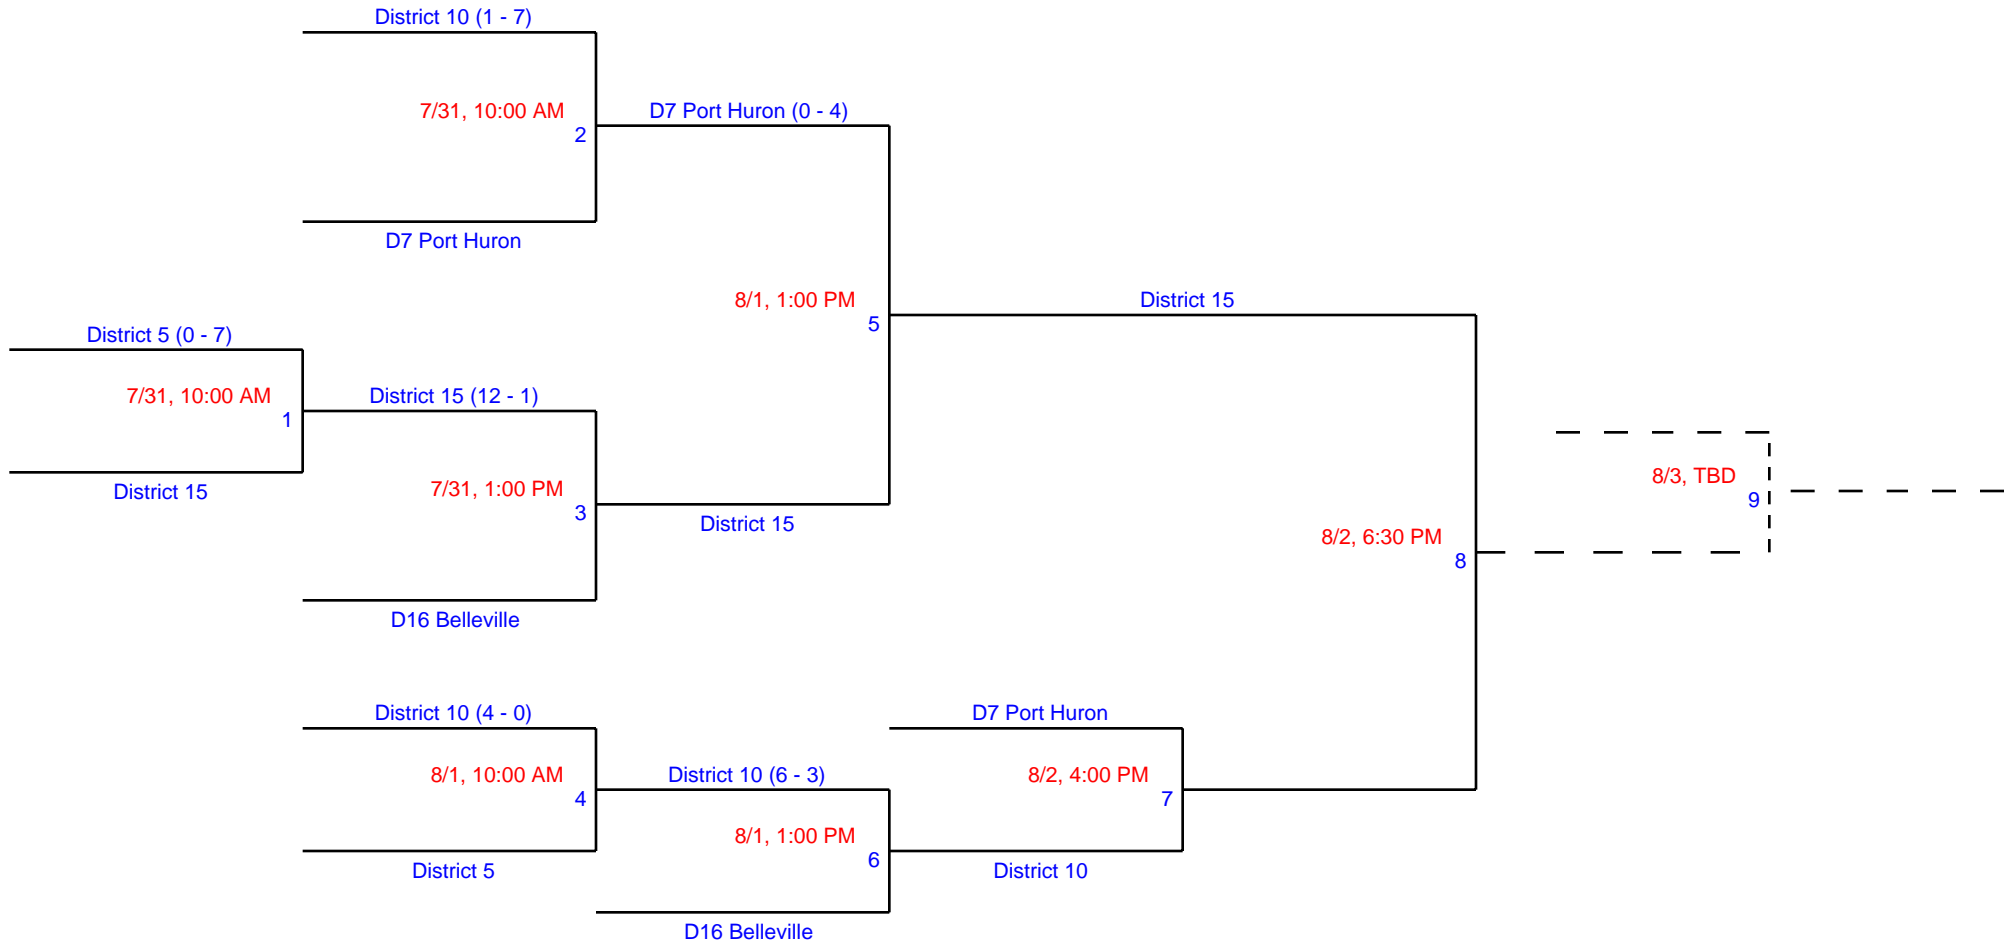 District 10 (1 - 7)
7/31, 10:00 AM
2
D7 Port Huron (0 - 4)
D7 Port Huron
8/1, 1:00 PM
5
District 15
District 5 (0 - 7)
7/31, 10:00 AM
1
District 15 (12 - 1)
District 15
7/31, 1:00 PM
3
District 15
8/3, TBD
9
8/2, 6:30 PM
8
D16 Belleville
District 10 (4 - 0)
8/1, 10:00 AM
4
District 10 (6 - 3)
D7 Port Huron
8/2, 4:00 PM
7
8/1, 1:00 PM
6
District 5
District 10
D16 Belleville